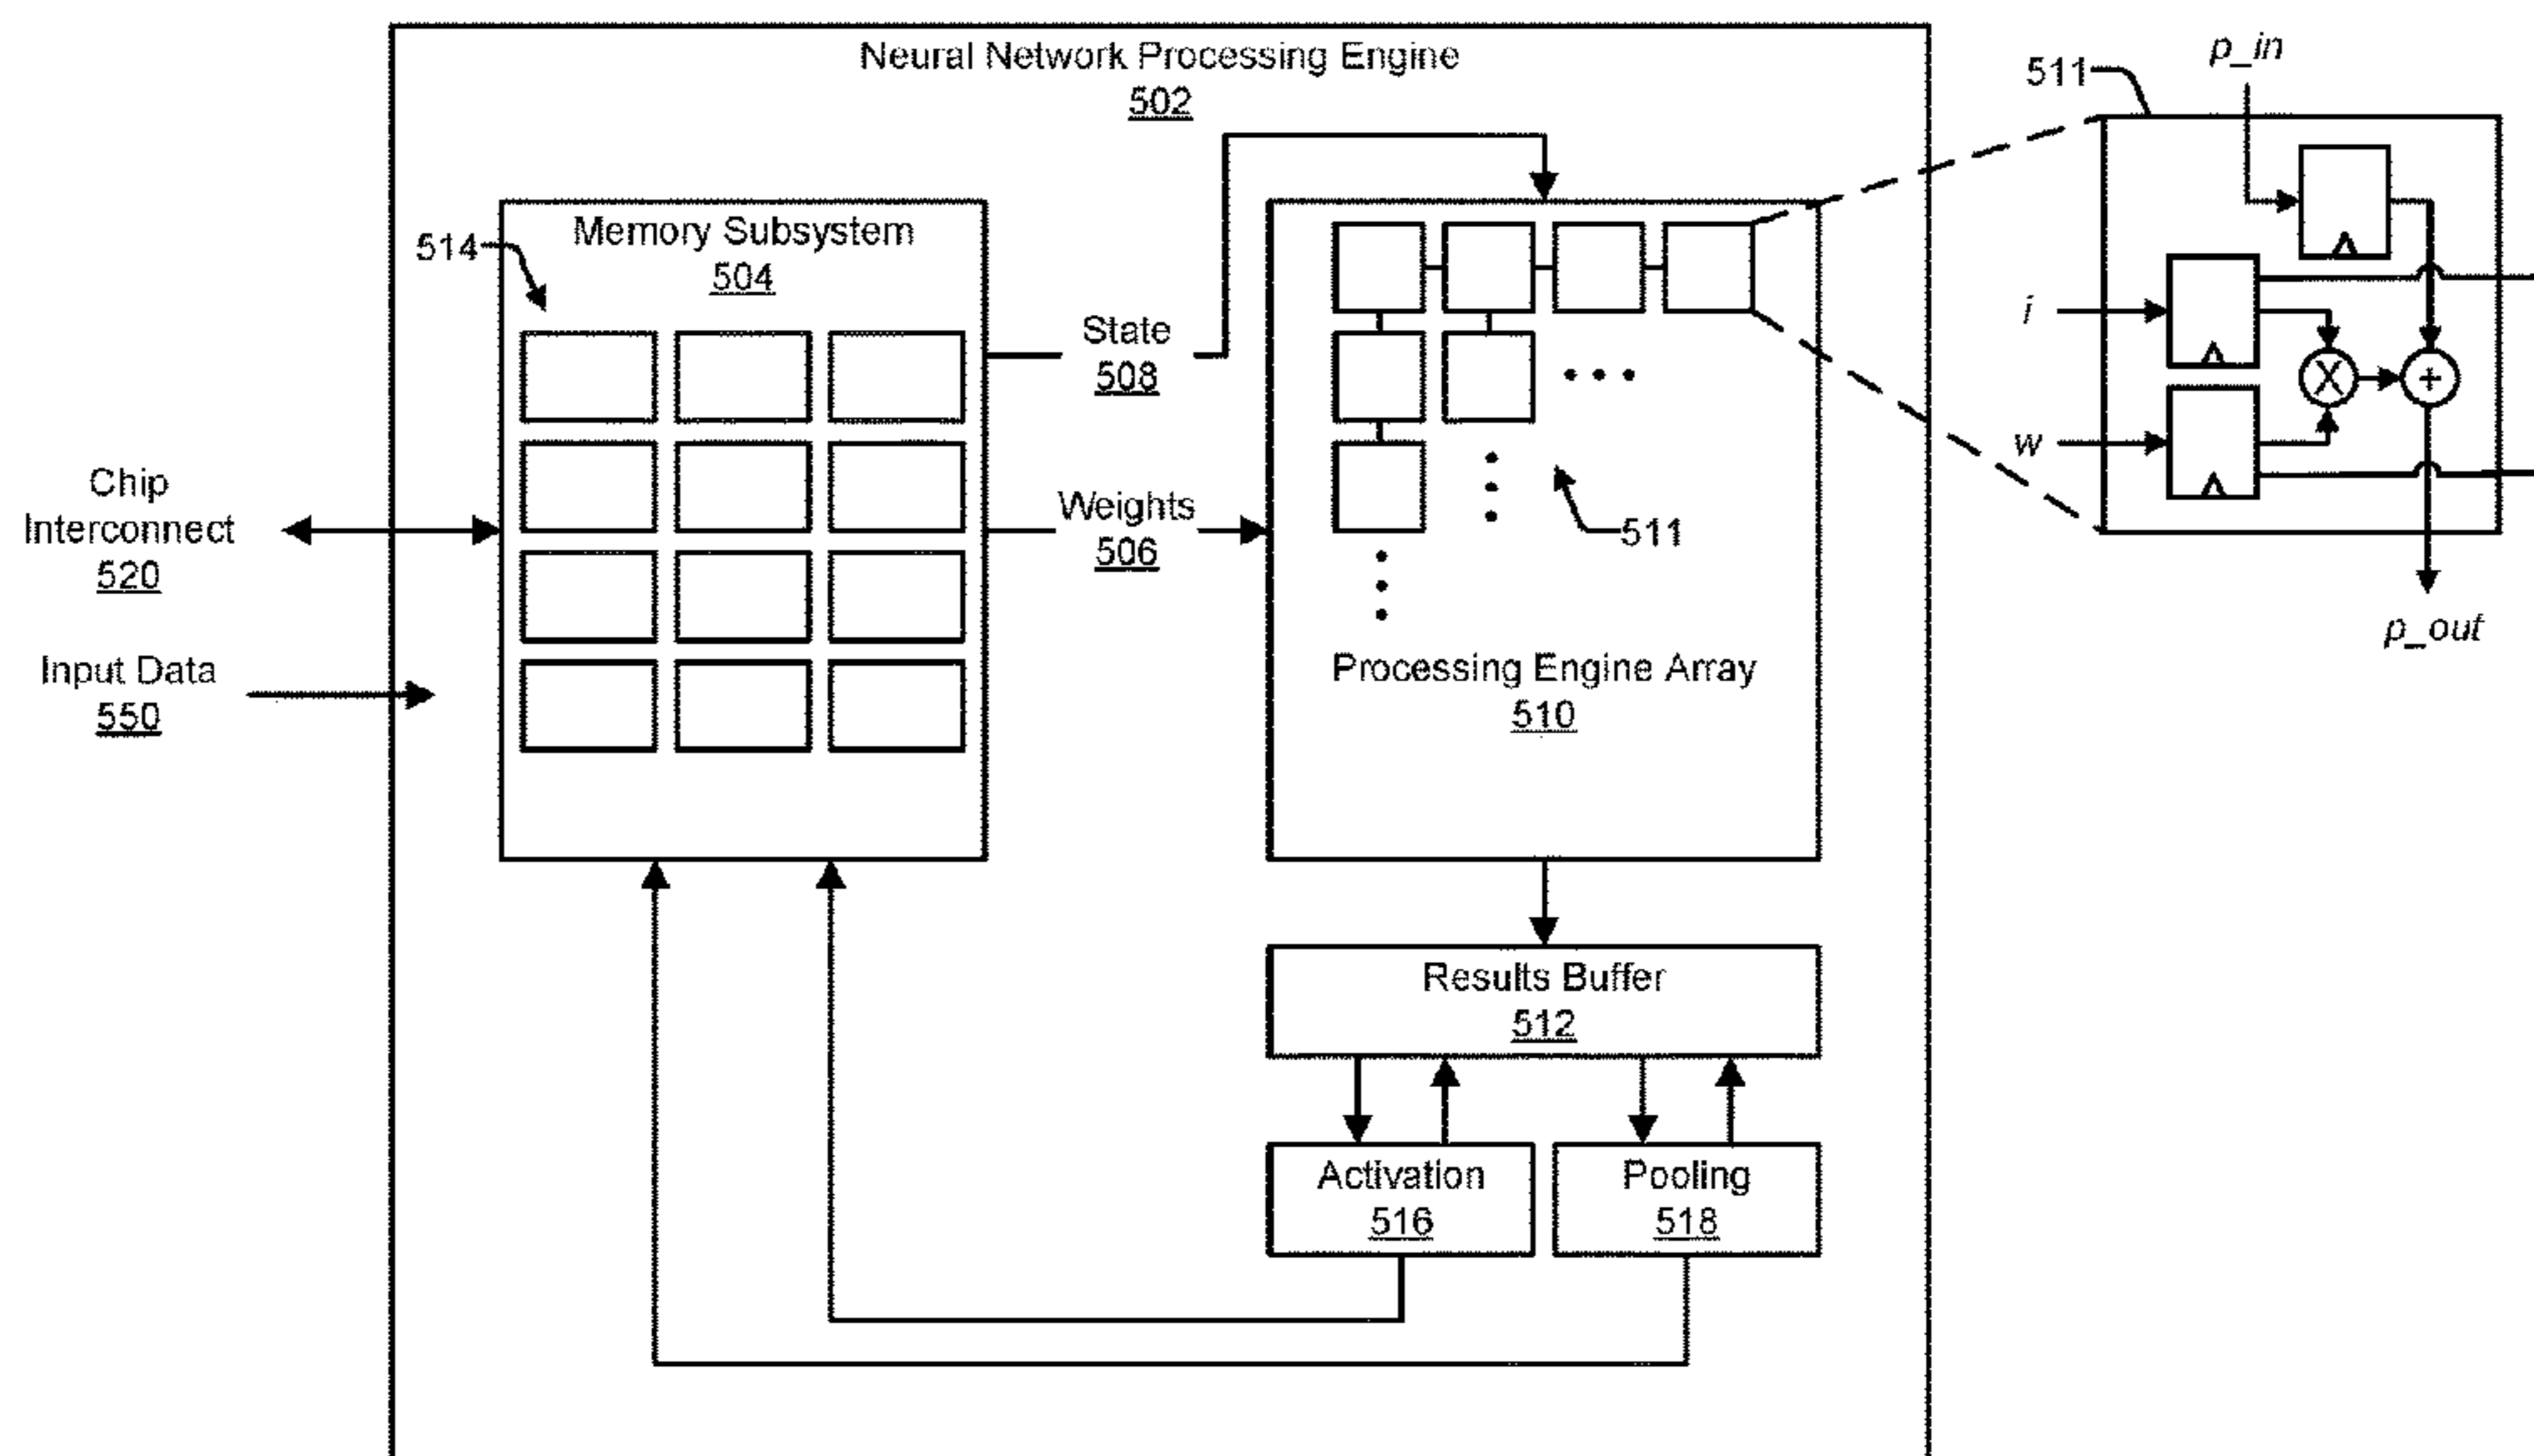 Neural Network Processing Engine
502
Memory Subsystem
504
514
State
508
Weights
506
Chip
Interconnect
520
Input Data
550
511
Processing Engine Array
510
Results Buffer
512
Activation
516
Pooling
518
511
p_in
i
w
X
+
p_out